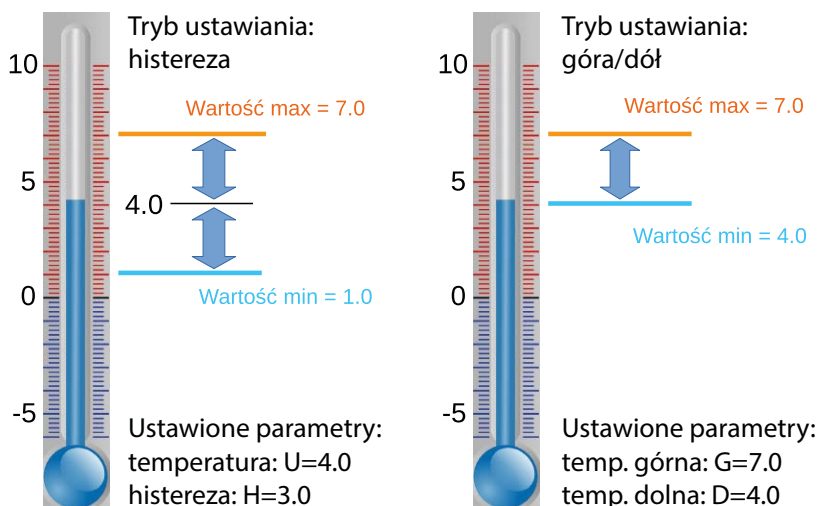 Tryb ustawiania:
histereza
10
Wartość max = 7.0
5
4.0
0
Wartość min = 1.0
-5
Ustawione parametry:
temperatura: U=4.0
histereza: H=3.0
Tryb ustawiania:
góra/dół
10
Wartość max = 7.0
5
Wartość min = 4.0
0
-5
Ustawione parametry:
temp. górna: G=7.0
temp. dolna: D=4.0